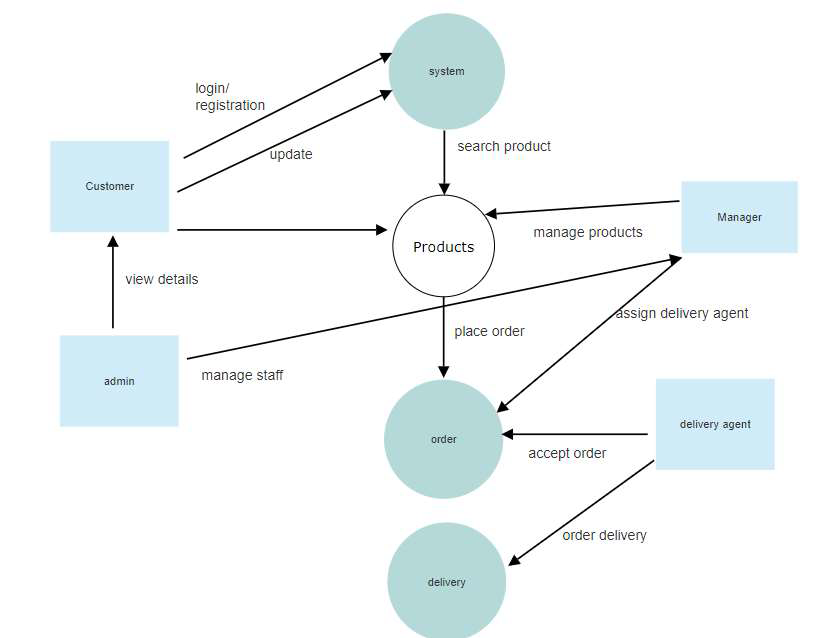 system
login/
registration
search product
update
Customer
Manager
manage products
Products
view details
assign delivery agent
place order
manage staff
admin
delivery agent
order
accept order
order delivery
delivery